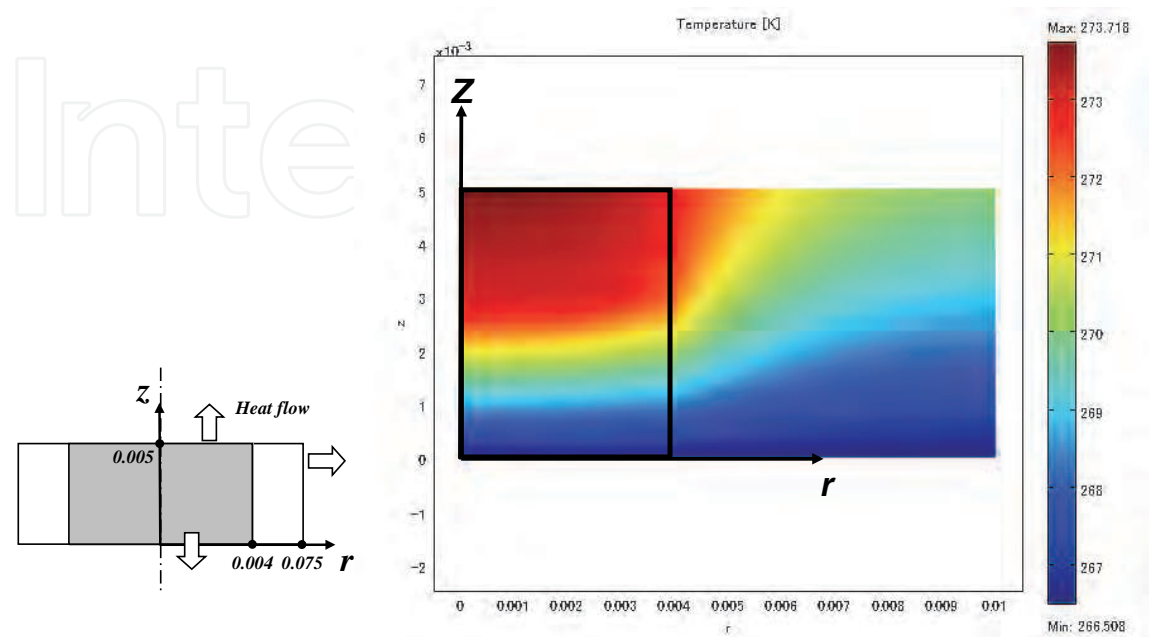 Inte
Temperature [K]
Max: 273.718
×10⁻³
7
6
5
4
3
2
1
0
-1
-2
z
Z
r
0
0.001
0.002
0.003
0.004
0.005
0.006
0.007
0.008
0.009
0.01
r
273
272
271
270
269
268
267
Min: 266.508
z
Heat flow
0.005
0.004
0.075
r